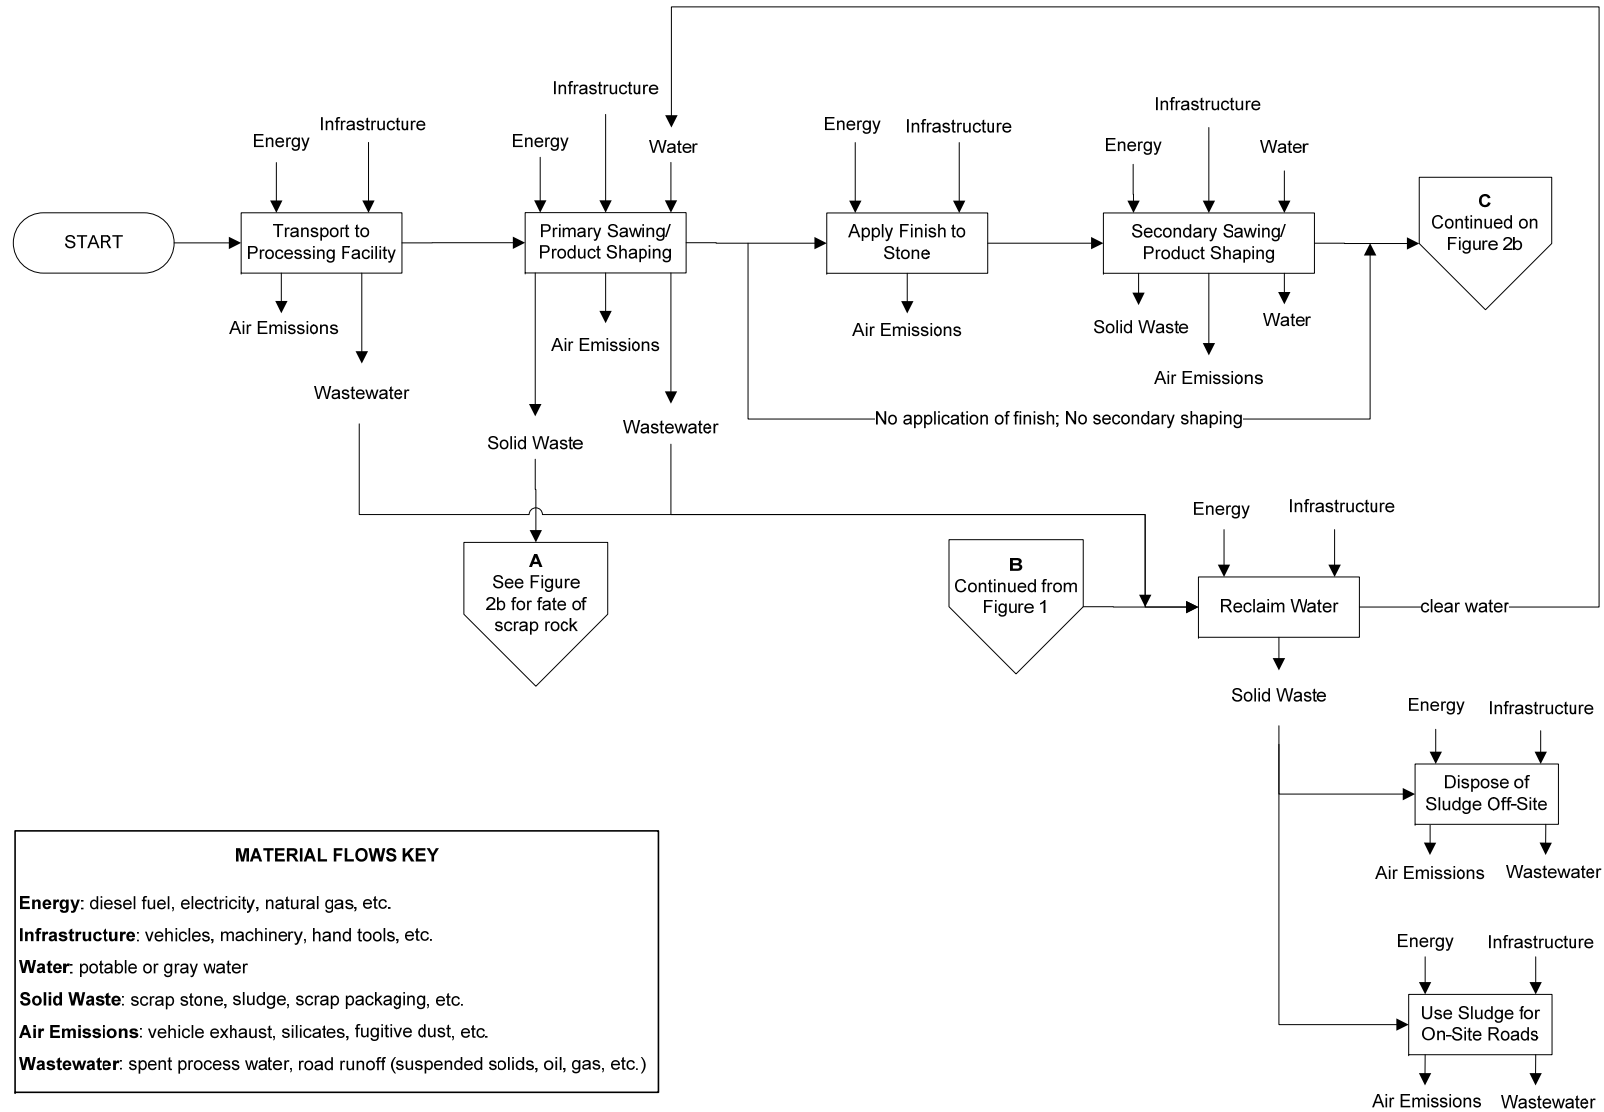 Infrastructure
Energy
Infrastructure
Energy
Water
Energy
Infrastructure
Infrastructure
Energy
Water
START
Transport to
Processing Facility
Primary Sawing/
Product Shaping
Apply Finish to
Stone
Secondary Sawing/
Product Shaping
C
Continued on
Figure 2b
Air Emissions
Wastewater
Air Emissions
Solid Waste
Wastewater
Air Emissions
Solid Waste
Water
Air Emissions
No application of finish; No secondary shaping
A
See Figure
2b for fate of
scrap rock
B
Continued from
Figure 1
Energy
Infrastructure
Reclaim Water
clear water
Solid Waste
Energy
Infrastructure
Dispose of
Sludge Off-Site
Air Emissions
Wastewater
Energy
Infrastructure
Use Sludge for
On-Site Roads
Air Emissions
Wastewater
MATERIAL FLOWS KEY
Energy: diesel fuel, electricity, natural gas, etc.
Infrastructure: vehicles, machinery, hand tools, etc.
Water: potable or gray water
Solid Waste: scrap stone, sludge, scrap packaging, etc.
Air Emissions: vehicle exhaust, silicates, fugitive dust, etc.
Wastewater: spent process water, road runoff (suspended solids, oil, gas, etc.)